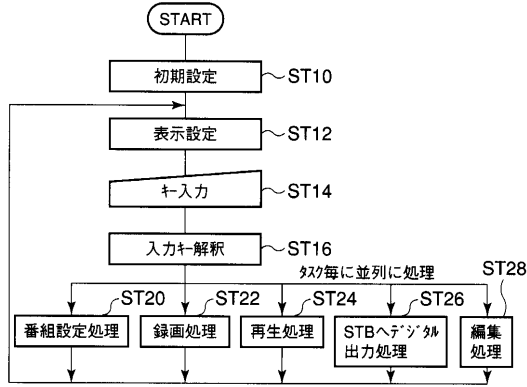 START
初期設定
ST10
表示設定
ST12
キー入力
ST14
入力キー解釈
ST16
タスク毎に並列に処理
ST28
ST20
ST22
ST24
ST26
番組設定処理
録画処理
再生処理
STBへデジタル
出力処理
編集
処理